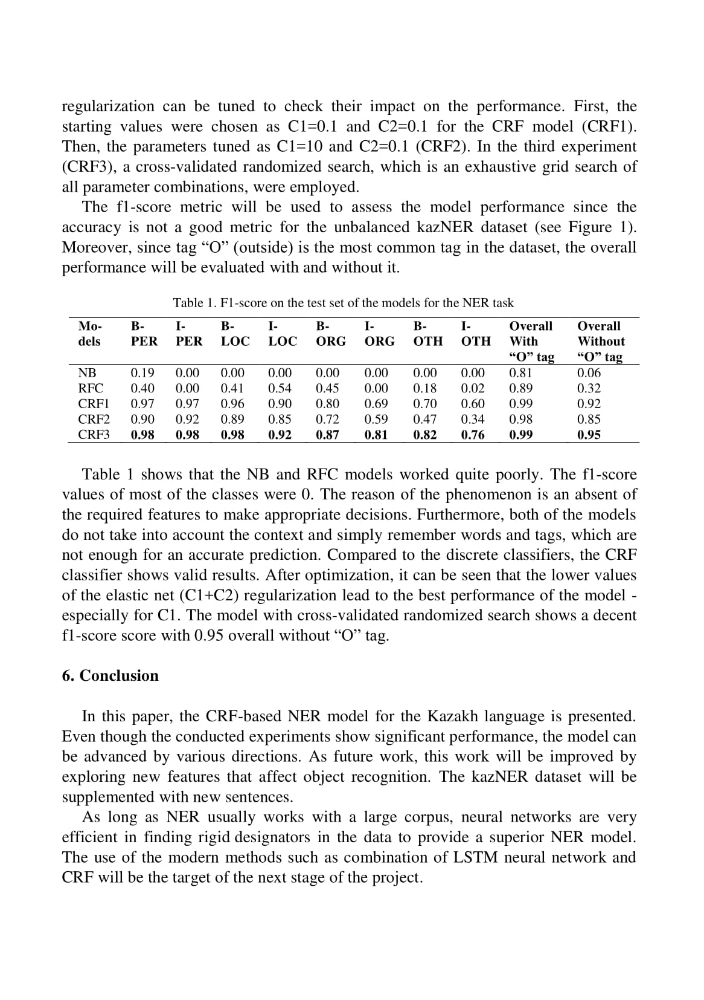 regularization can be tuned to check their impact on the performance. First, the
starting values were chosen as C1=0.1 and C2=0.1 for the CRF model (CRF1).
Then, the parameters tuned as C1=10 and C2=0.1 (CRF2). In the third experiment
(CRF3), a cross-validated randomized search, which is an exhaustive grid search of
all parameter combinations, were employed.
The f1-score metric will be used to assess the model performance since the
accuracy is not a good metric for the unbalanced kazNER dataset (see Figure 1).
Moreover, since tag “O” (outside) is the most common tag in the dataset, the overall
performance will be evaluated with and without it.
Table 1. F1-score on the test set of the models for the NER task
Mo- B- I- B- I- B- I- B- I- Overall Overall
dels PER PER LOC LOC ORG ORG OTH OTH With Without
“O” tag “O” tag
NB 0.19 0.00 0.00 0.00 0.00 0.00 0.00 0.00 0.81 0.06
RFC 0.40 0.00 0.41 0.54 0.45 0.00 0.18 0.02 0.89 0.32
CRF1 0.97 0.97 0.96 0.90 0.80 0.69 0.70 0.60 0.99 0.92
CRF2 0.90 0.92 0.89 0.85 0.72 0.59 0.47 0.34 0.98 0.85
CRF3 0.98 0.98 0.98 0.92 0.87 0.81 0.82 0.76 0.99 0.95
Table 1 shows that the NB and RFC models worked quite poorly. The f1-score
values of most of the classes were 0. The reason of the phenomenon is an absent of
the required features to make appropriate decisions. Furthermore, both of the models
do not take into account the context and simply remember words and tags, which are
not enough for an accurate prediction. Compared to the discrete classifiers, the CRF
classifier shows valid results. After optimization, it can be seen that the lower values
of the elastic net (C1+C2) regularization lead to the best performance of the model -
especially for C1. The model with cross-validated randomized search shows a decent
f1-score score with 0.95 overall without “O” tag.
6. Conclusion
In this paper, the CRF-based NER model for the Kazakh language is presented.
Even though the conducted experiments show significant performance, the model can
be advanced by various directions. As future work, this work will be improved by
exploring new features that affect object recognition. The kazNER dataset will be
supplemented with new sentences.
As long as NER usually works with a large corpus, neural networks are very
efficient in finding rigid designators in the data to provide a superior NER model.
The use of the modern methods such as combination of LSTM neural network and
CRF will be the target of the next stage of the project.